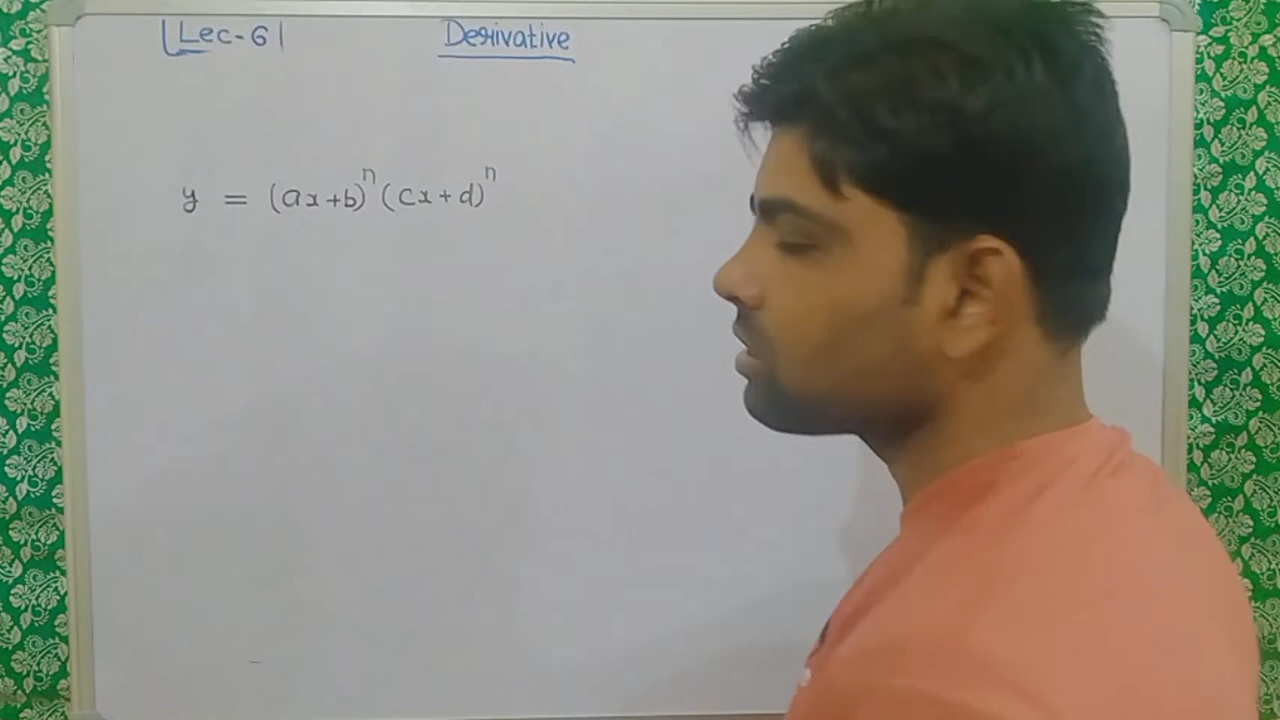 Lec-6 Derivative
y = (ax+b)^n (cx+d)^n